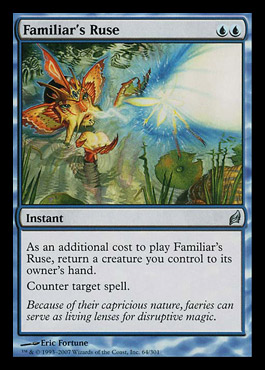 Familiar's Ruse
Instant
As an additional cost to play Familiar's
Ruse, return a creature you control to its
owner's hand.
Counter target spell.
Because of their capricious nature, faeries can
serve as living lenses for disruptive magic.
Eric Fortune
™ & © 1993–2007 Wizards of the Coast, Inc. 64/301